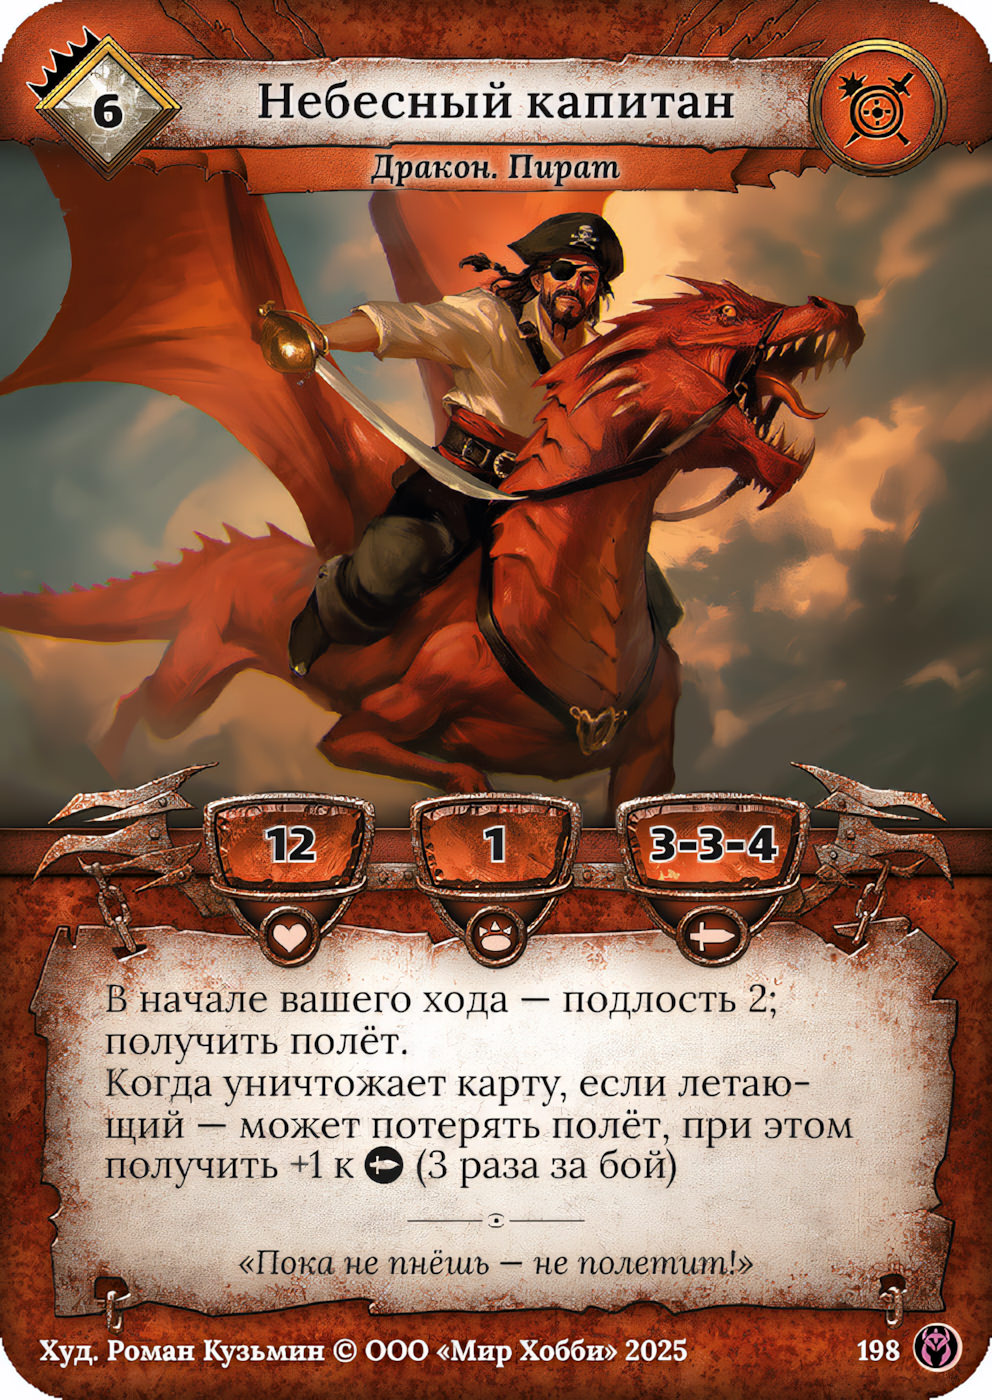 6
Небесный капитан
Дракон. Пират
12
1
3-3-4
В начале вашего хода — подлость 2;
получить полёт.
Когда уничтожает карту, если летаю-
щий — может потерять полёт, при этом
получить +1 к (3 раза за бой)
«Пока не пнёшь — не полетит!»
Худ. Роман Кузьмин © ООО «Мир Хобби» 2025
198